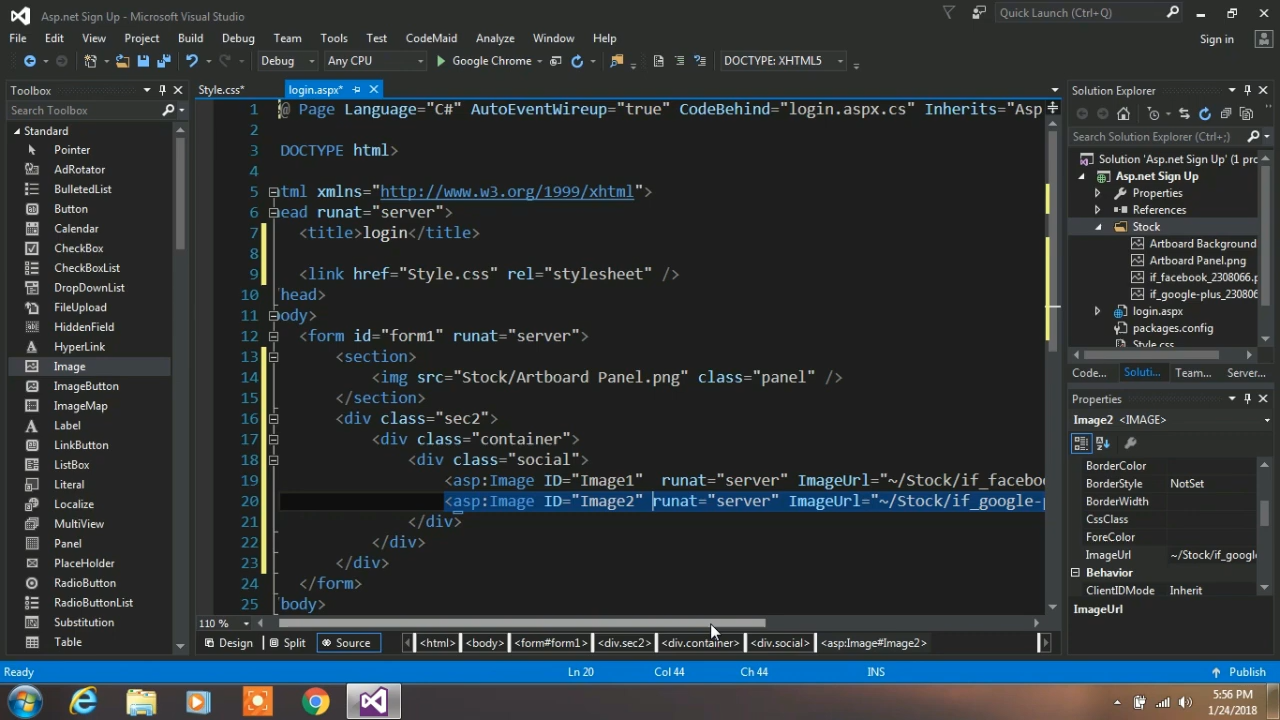 Asp.net Sign Up - Microsoft Visual Studio
Quick Launch (Ctrl+Q)
File Edit View Project Build Debug Team Tools Test CodeMaid Analyze Window Help
Sign in
Debug Any CPU Google Chrome DOCTYPE: XHTML5
Toolbox
Search Toolbox
Standard
Pointer
AdRotator
BulletedList
Button
Calendar
CheckBox
CheckBoxList
DropDownList
FileUpload
HiddenField
HyperLink
Image
ImageButton
ImageMap
Label
LinkButton
ListBox
Literal
Localize
MultiView
Panel
PlaceHolder
RadioButton
RadioButtonList
Substitution
Table
Style.css* login.aspx*
1 @ Page Language="C#" AutoEventWireup="true" CodeBehind="login.aspx.cs" Inherits="Asp
2
3 DOCTYPE html>
4
5 tml xmlns="http://www.w3.org/1999/xhtml">
6 ead runat="server">
7 <title>login</title>
8
9 <link href="Style.css" rel="stylesheet" />
10 head>
11 ody>
12 <form id="form1" runat="server">
13 <section>
14 <img src="Stock/Artboard Panel.png" class="panel" />
15 </section>
16 <div class="sec2">
17 <div class="container">
18 <div class="social">
19 <asp:Image ID="Image1"  runat="server" ImageUrl="~/Stock/if_facebo
20 <asp:Image ID="Image2" runat="server" ImageUrl="~/Stock/if_google-p
21 </div>
22 </div>
23 </div>
24 </form>
25 body>
110 %
Design Split Source <html> <body> <form#form1> <div.sec2> <div.container> <div.social> <asp:Image#Image2>
Solution Explorer
Search Solution Explorer (Ctrl+;)
Solution 'Asp.net Sign Up' (1 pro
Asp.net Sign Up
Properties
References
Stock
Artboard Background
Artboard Panel.png
if_facebook_2308066.p
if_google-plus_230806
login.aspx
packages.config
Style.css
Code... Soluti... Team... Server...
Properties
Image2 <IMAGE>
BorderColor
BorderStyle NotSet
BorderWidth
CssClass
ForeColor
ImageUrl ~/Stock/if_google
Behavior
ClientIDMode Inherit
ImageUrl
Ready Ln 20 Col 44 Ch 44 INS Publish
5:56 PM
1/24/2018